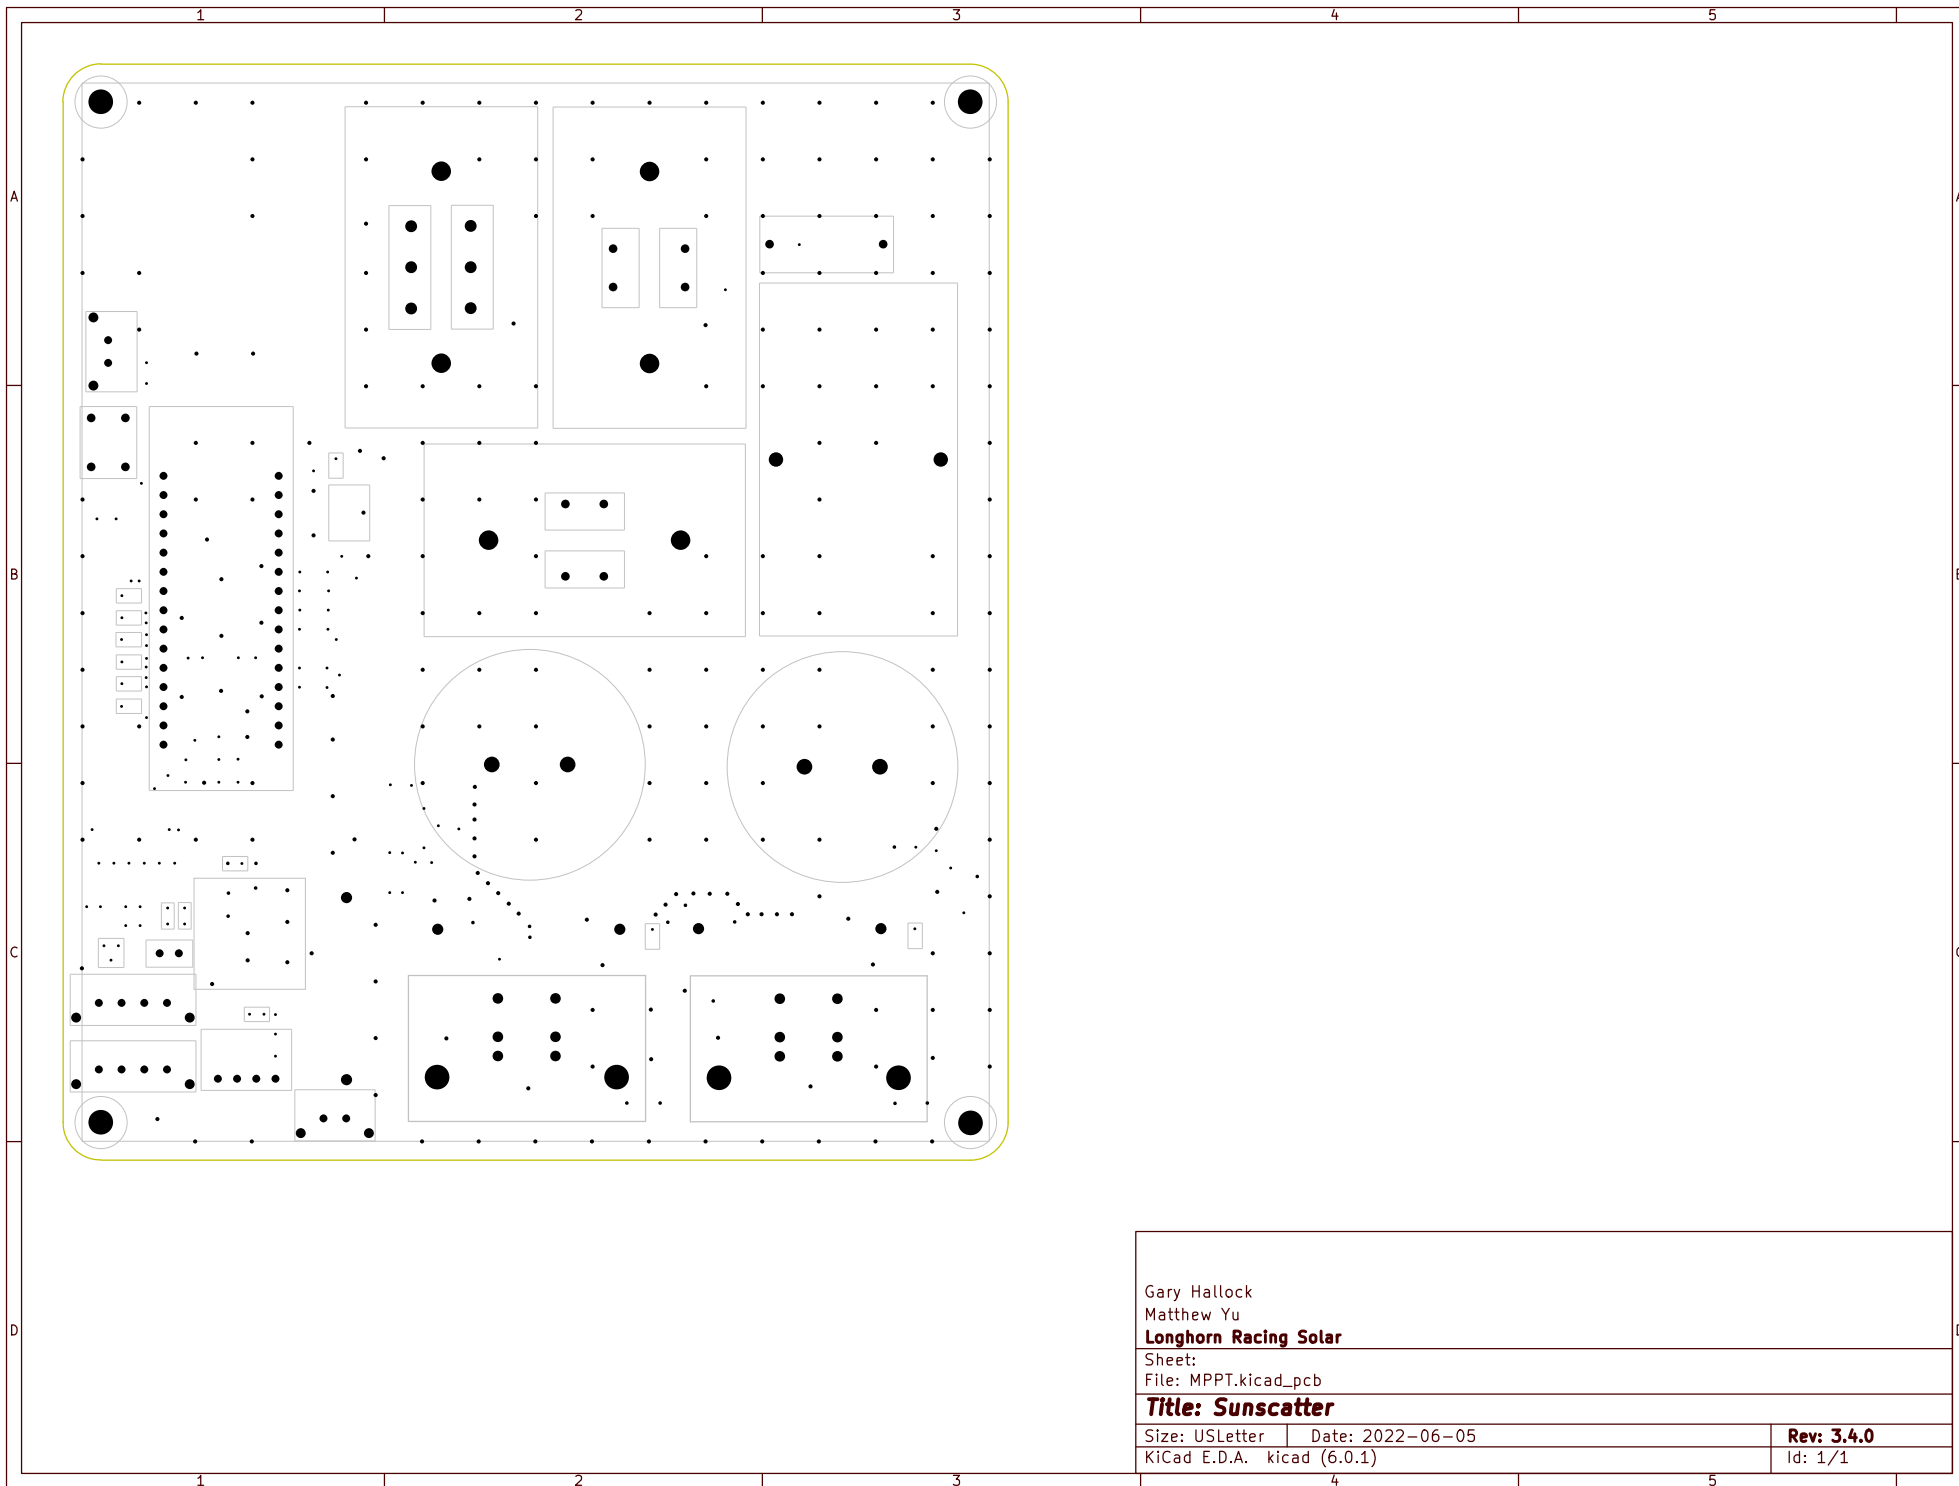 1 2 3 4 5
A A
B B
C C
D D
Gary Hallock
Matthew Yu
Longhorn Racing Solar
Sheet:
File: MPPT.kicad_pcb
Title: Sunscatter
Size: USLetter Date: 2022-06-05 Rev: 3.4.0
KiCad E.D.A. kicad (6.0.1) Id: 1/1
1 2 3 4 5